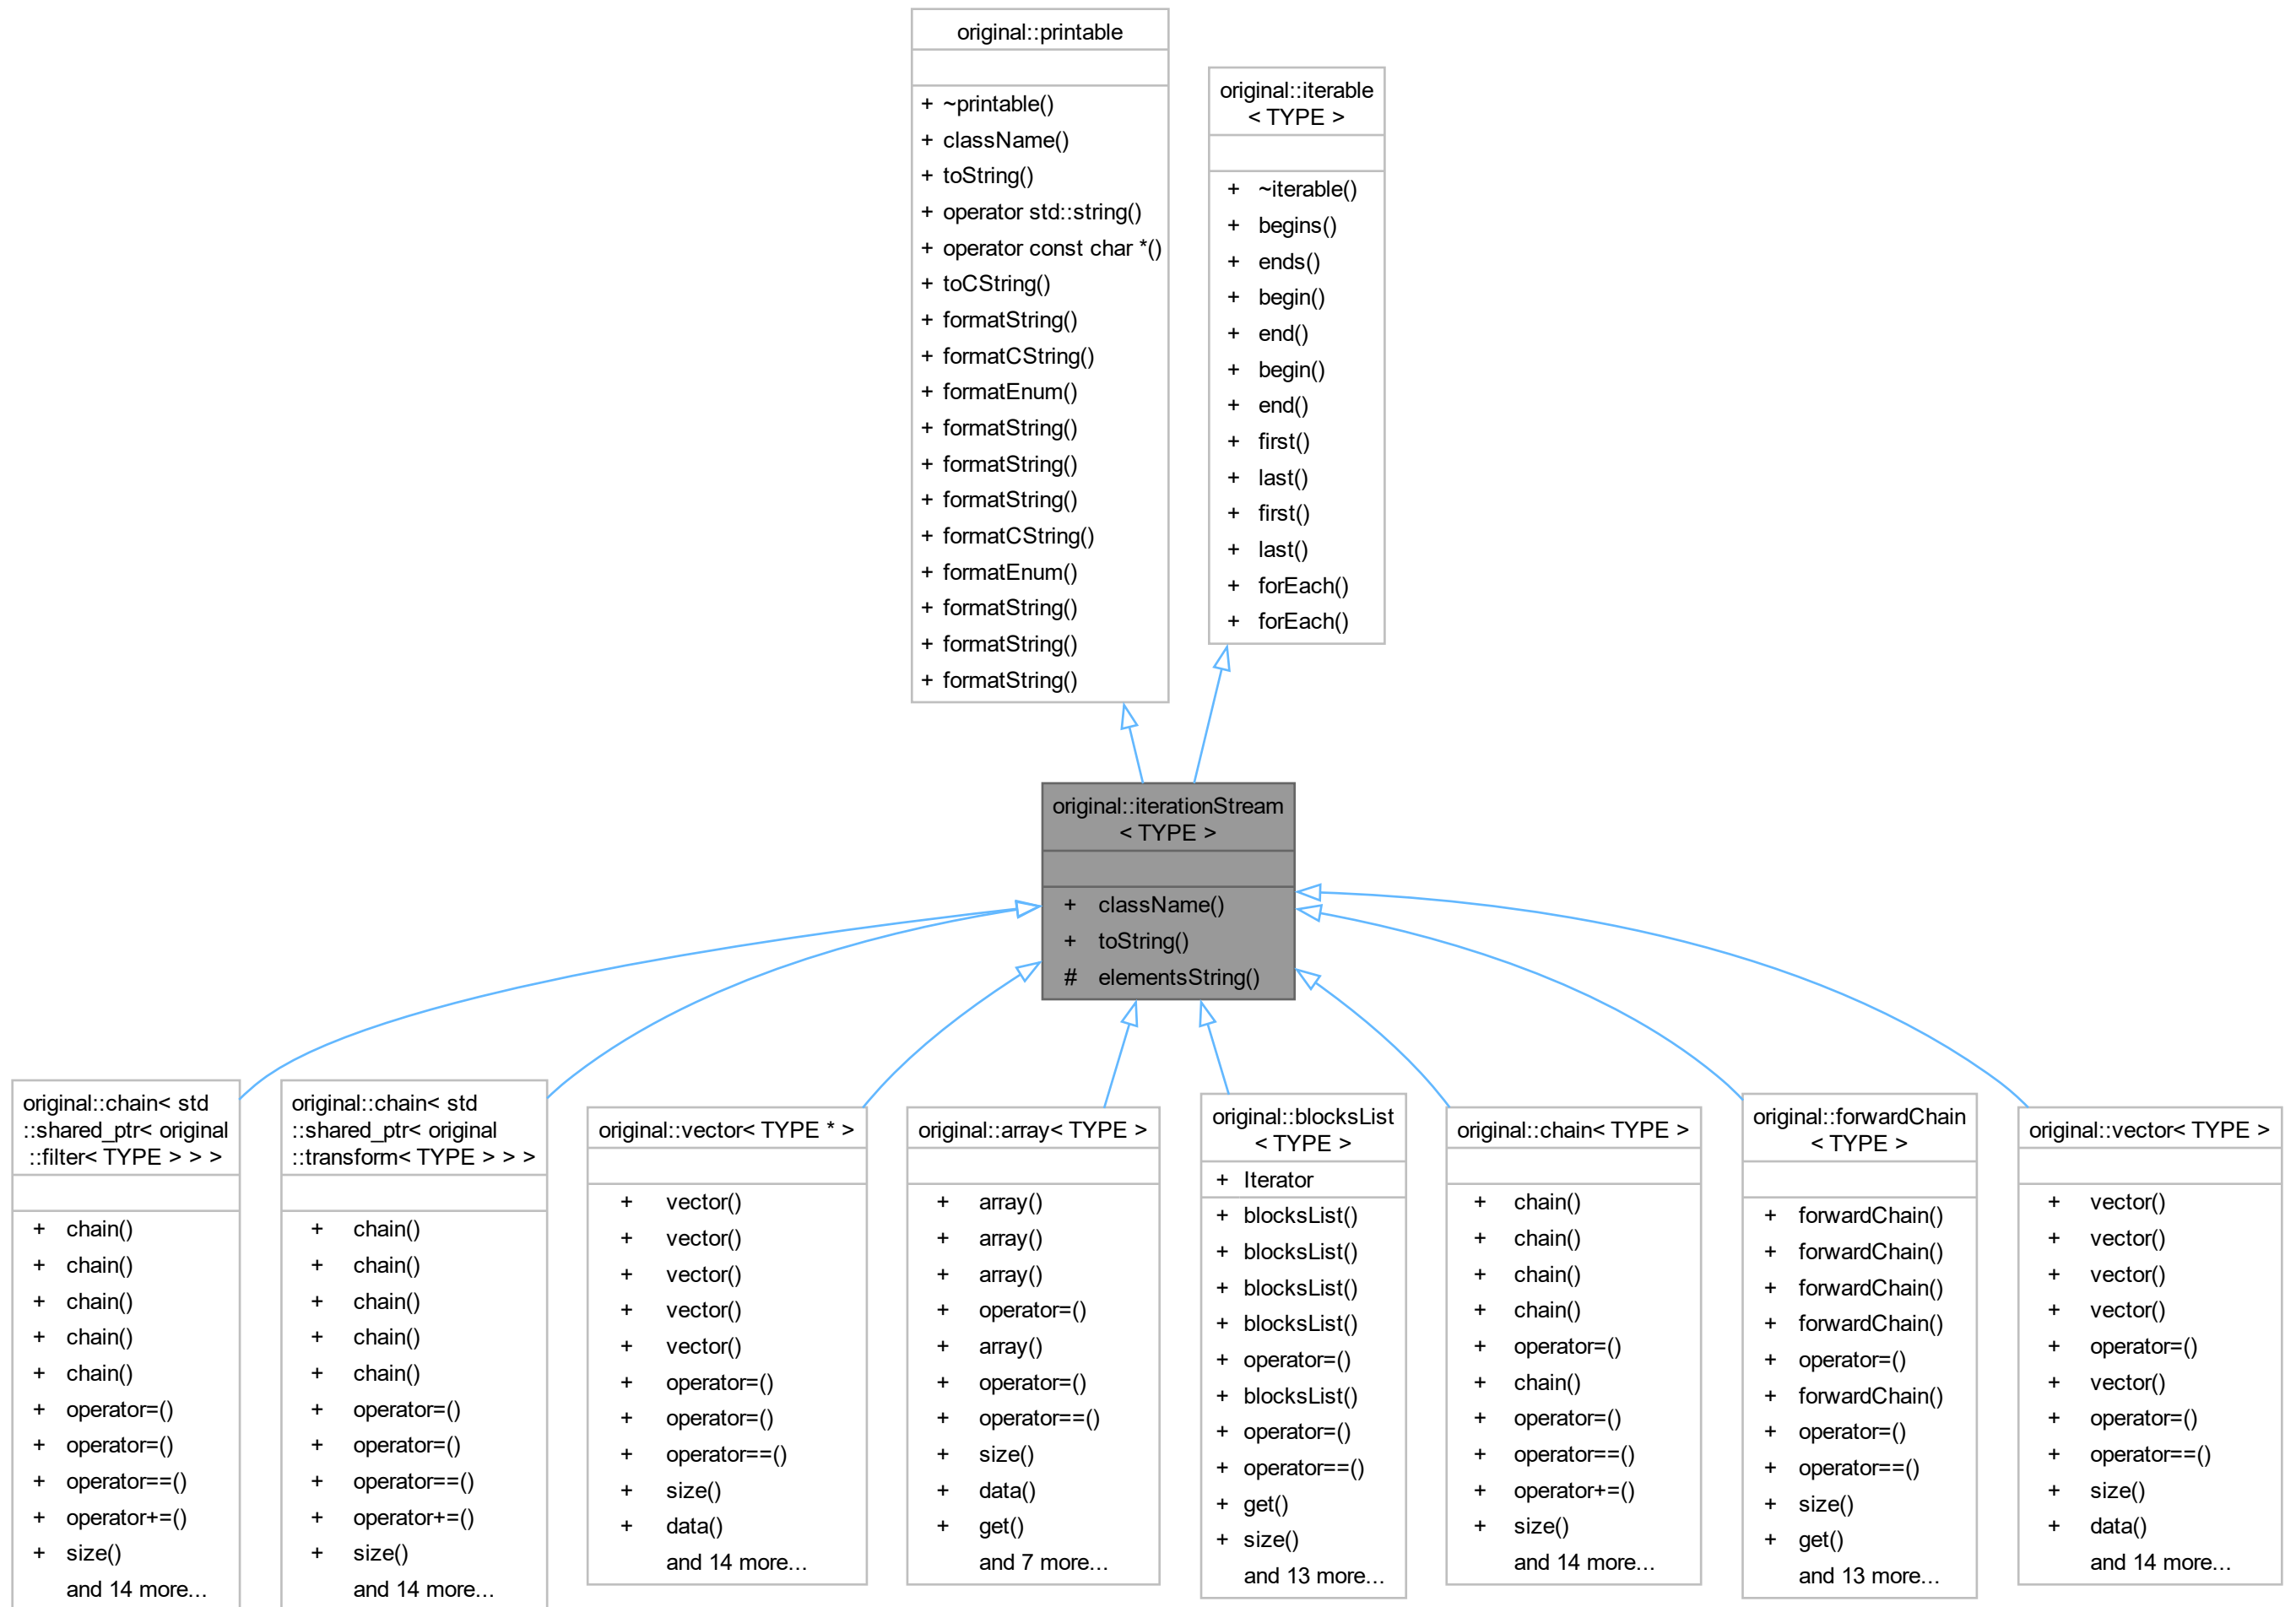 original::printable
+ ~printable()
+ className()
+ toString()
+ operator std::string()
+ operator const char *()
+ toCString()
+ formatString()
+ formatCString()
+ formatEnum()
+ formatString()
+ formatString()
+ formatString()
+ formatCString()
+ formatEnum()
+ formatString()
+ formatString()
+ formatString()
original::iterable
< TYPE >
+ ~iterable()
+ begins()
+ ends()
+ begin()
+ end()
+ begin()
+ end()
+ first()
+ last()
+ first()
+ last()
+ forEach()
+ forEach()
original::iterationStream
< TYPE >
+ className()
+ toString()
# elementsString()
original::chain< std
::shared_ptr< original
::filter< TYPE > > >
+ chain()
+ chain()
+ chain()
+ chain()
+ chain()
+ operator=()
+ operator=()
+ operator==()
+ operator+=()
+ size()
and 14 more...
original::chain< std
::shared_ptr< original
::transform< TYPE > > >
+ chain()
+ chain()
+ chain()
+ chain()
+ chain()
+ operator=()
+ operator=()
+ operator==()
+ operator+=()
+ size()
and 14 more...
original::vector< TYPE * >
+ vector()
+ vector()
+ vector()
+ vector()
+ vector()
+ operator=()
+ operator=()
+ operator==()
+ size()
+ data()
and 14 more...
original::array< TYPE >
+ array()
+ array()
+ array()
+ operator=()
+ array()
+ operator=()
+ operator==()
+ size()
+ data()
+ get()
and 7 more...
original::blocksList
< TYPE >
+ Iterator
+ blocksList()
+ blocksList()
+ blocksList()
+ blocksList()
+ operator=()
+ blocksList()
+ operator=()
+ operator==()
+ get()
+ size()
and 13 more...
original::chain< TYPE >
+ chain()
+ chain()
+ chain()
+ chain()
+ operator=()
+ chain()
+ operator=()
+ operator==()
+ operator+=()
+ size()
and 14 more...
original::forwardChain
< TYPE >
+ forwardChain()
+ forwardChain()
+ forwardChain()
+ forwardChain()
+ operator=()
+ forwardChain()
+ operator=()
+ operator==()
+ size()
+ get()
and 13 more...
original::vector< TYPE >
+ vector()
+ vector()
+ vector()
+ vector()
+ operator=()
+ vector()
+ operator=()
+ operator==()
+ size()
+ data()
and 14 more...